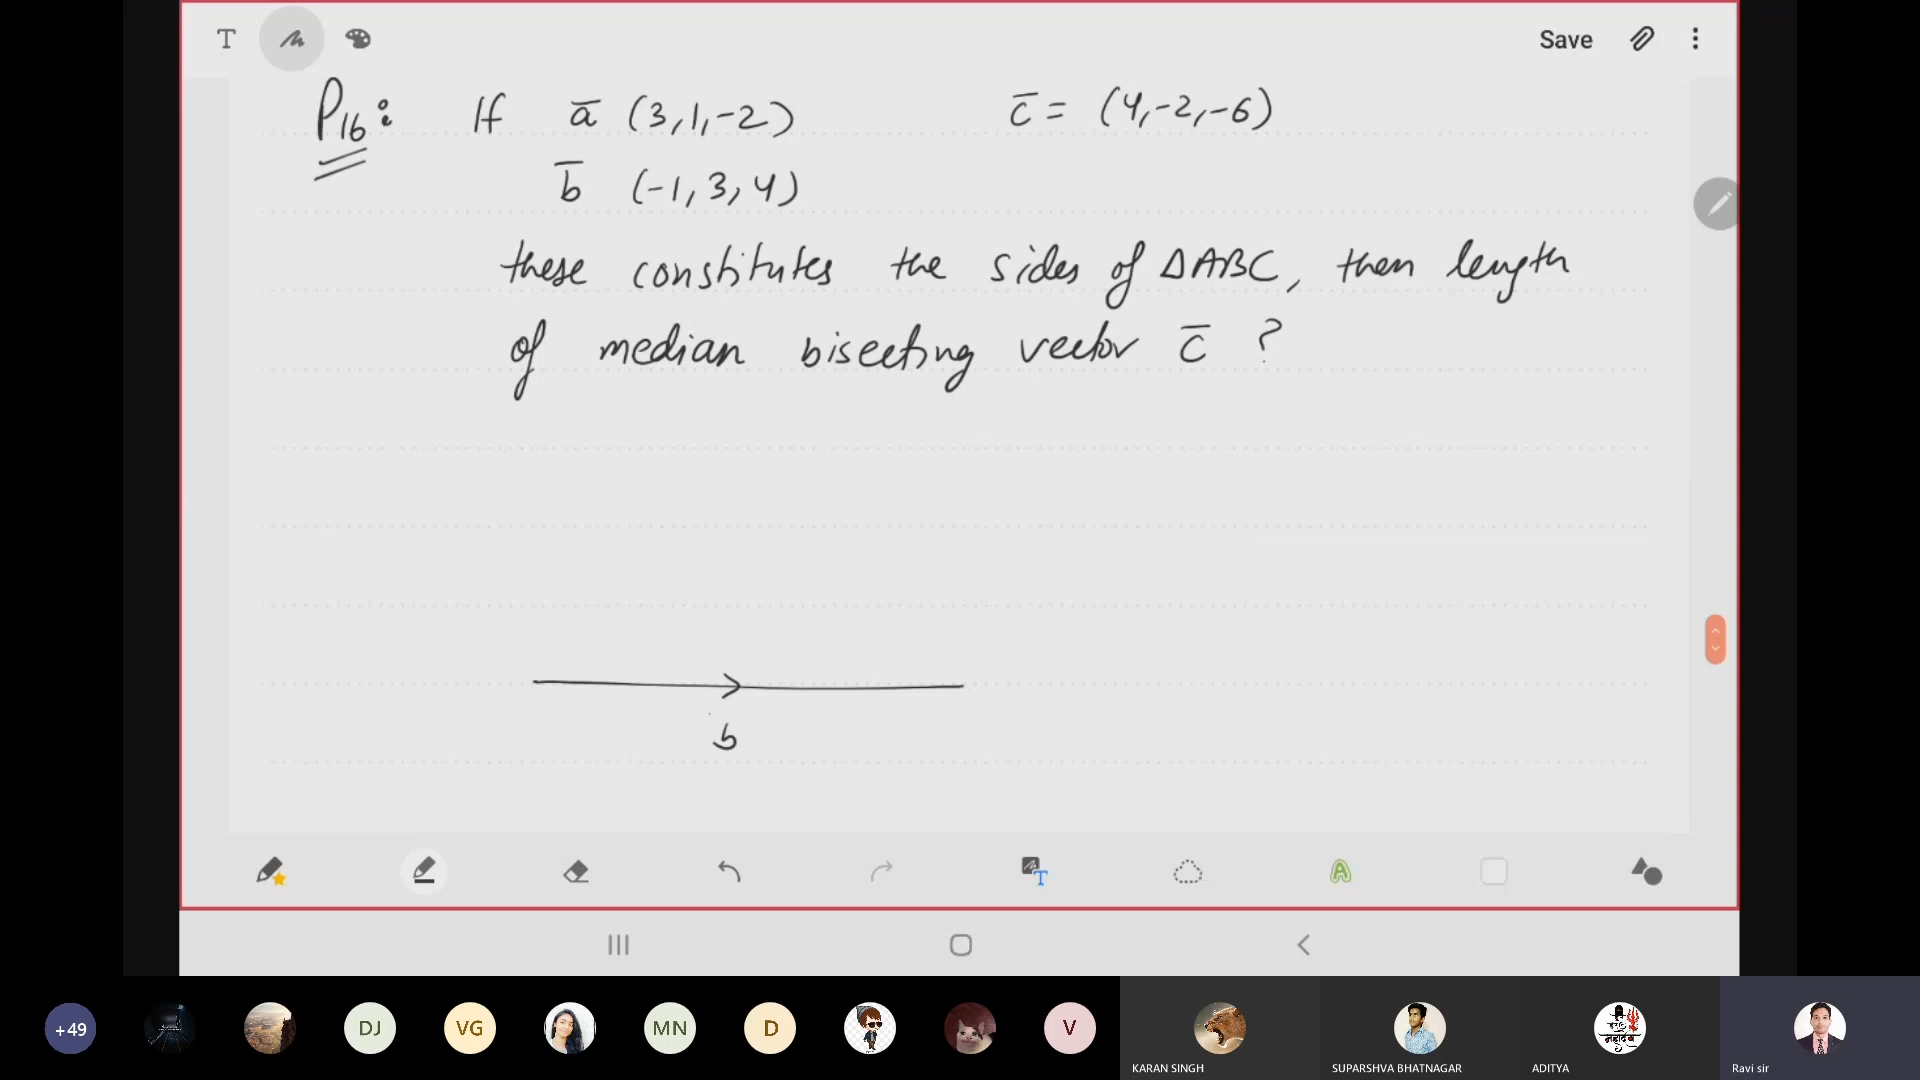 T
Save
P16: If a̅ (3,1,-2) c̅ = (4,-2,-6)
b̅ (-1,3,4)
these constitutes the sides of ΔABC, then length
of median bisecting vector c̅ ?
b
T
A
+49
DJ
VG
MN
D
V
KARAN SINGH
SUPARSHVA BHATNAGAR
ADITYA
Ravi sir